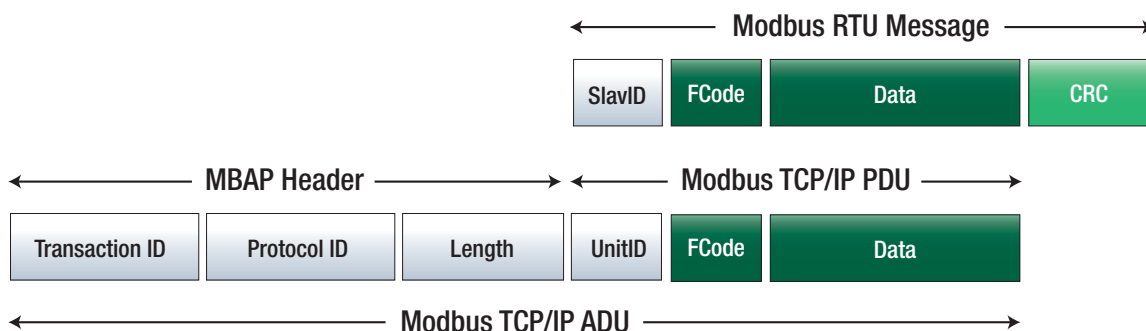 Modbus RTU Message
SlavID FCode Data CRC
MBAP Header Modbus TCP/IP PDU
Transaction ID Protocol ID Length UnitID FCode Data
Modbus TCP/IP ADU